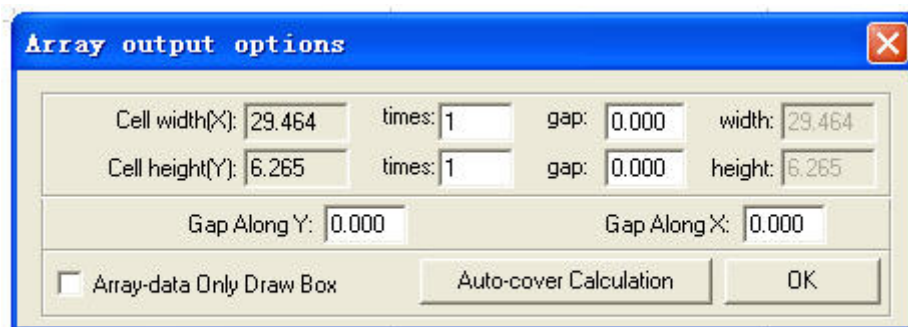 Array output options
Cell width(X): 29.464 times: 1 gap: 0.000 width: 29.464
Cell height(Y): 6.265 times: 1 gap: 0.000 height: 6.265
Gap Along Y: 0.000 Gap Along X: 0.000
Array-data Only Draw Box Auto-cover Calculation OK